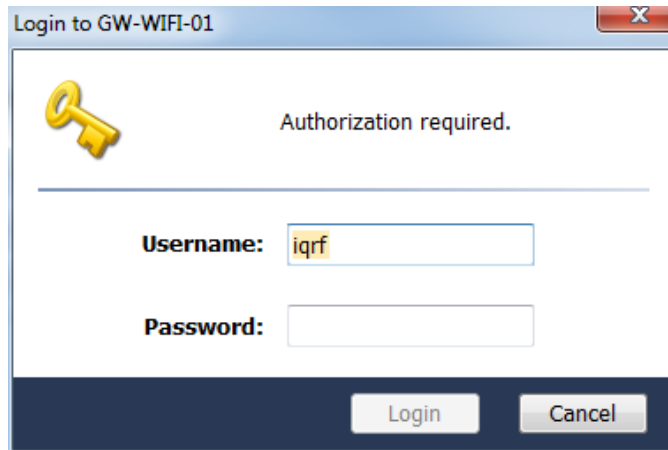 Login to GW-WIFI-01
Authorization required.
Username: iqrf
Password:
Login Cancel